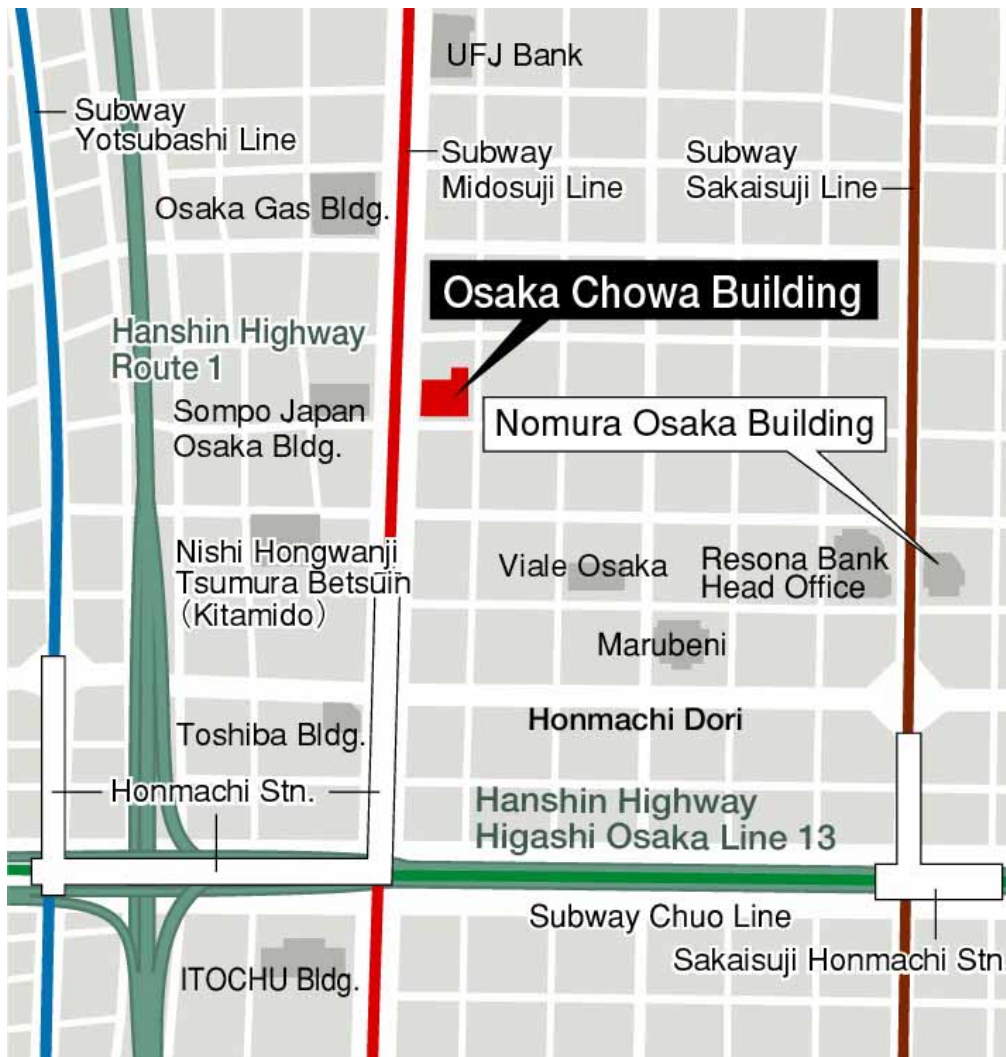 UFJ Bank
Subway
Yotsubashi Line
Subway
Midosuji Line
Subway
Sakaisuji Line
Osaka Gas Bldg.
Osaka Chowa Building
Hanshin Highway
Route 1
Sompo Japan
Osaka Bldg.
Nomura Osaka Building
Nishi Hongwanji
Tsumura Betsuin
(Kitamido)
Viale Osaka
Resona Bank
Head Office
Marubeni
Honmachi Dori
Toshiba Bldg.
Honmachi Stn.
Hanshin Highway
Higashi Osaka Line 13
Subway Chuo Line
Sakaisuji Honmachi Stn.
ITOCHU Bldg.